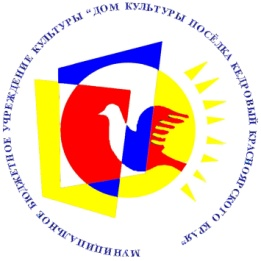 МУНИЦИПАЛЬНОЕ БЮДЖЕТНОЕ УЧРЕЖДЕНИЕ КУЛЬТУРЫ “ДОМ КУЛЬТУРЫ ПОСЁЛКА КЕДРОВЫЙ КРАСНОЯРСКОГО КРАЯ”